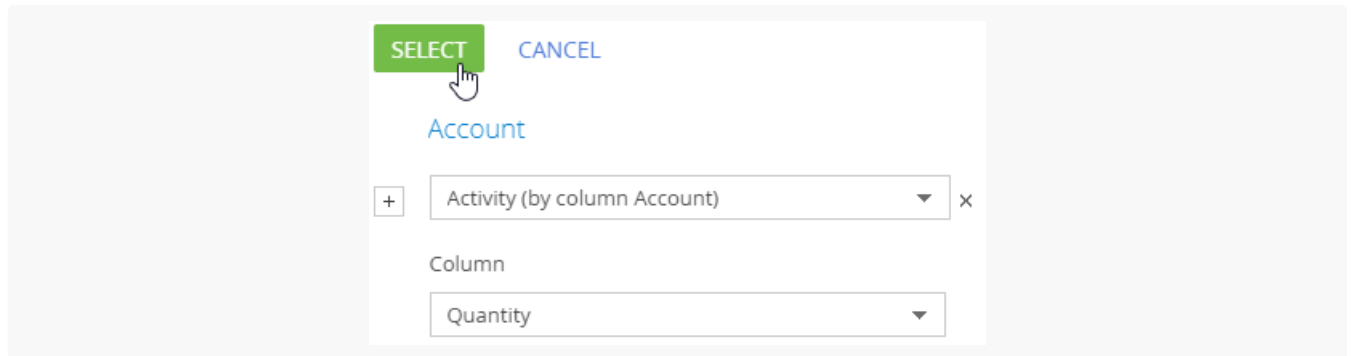 SELECT CANCEL
Account
+ Activity (by column Account) ×
Column
Quantity